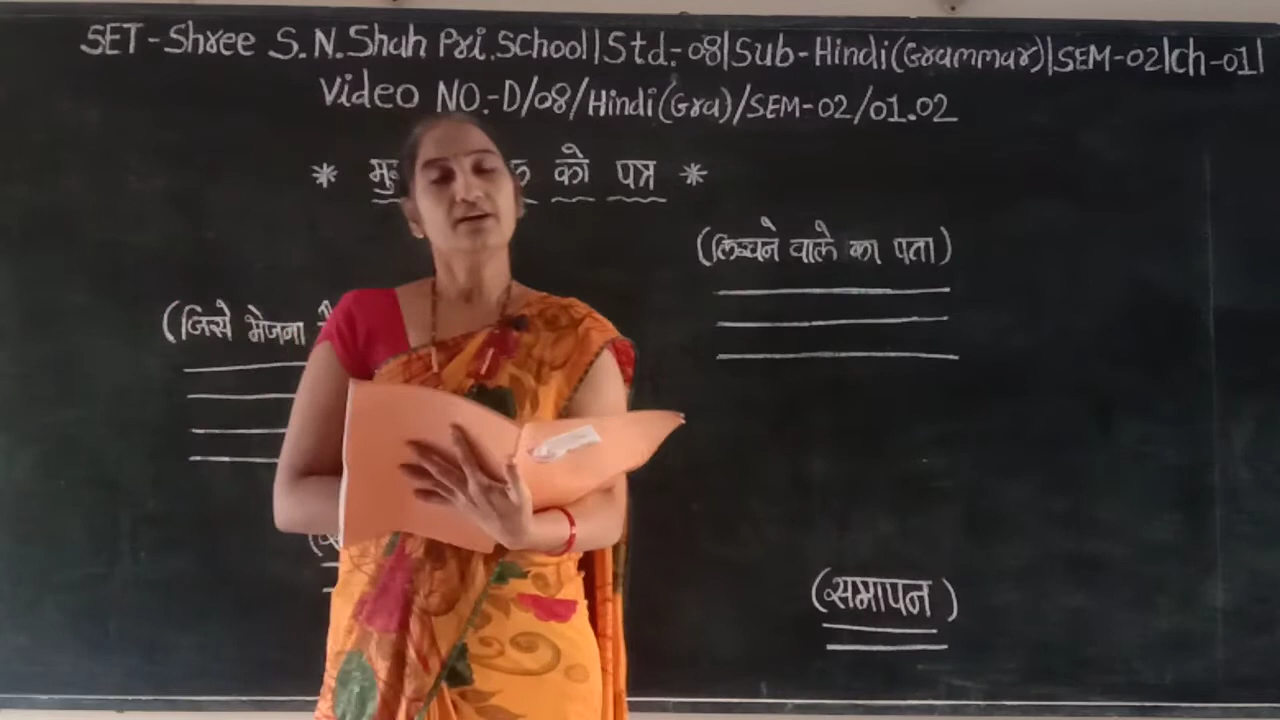 SET-Shree S.N.Shah Pri.School|Std.-08|Sub-Hindi(Grammar)|SEM-02|Ch-01|
Video NO.-D/08/Hindi(Gra)/SEM-02/01.02
* को पत्र *
(लिखने वाले का पता)
(जिसे भेजना
(समापन)